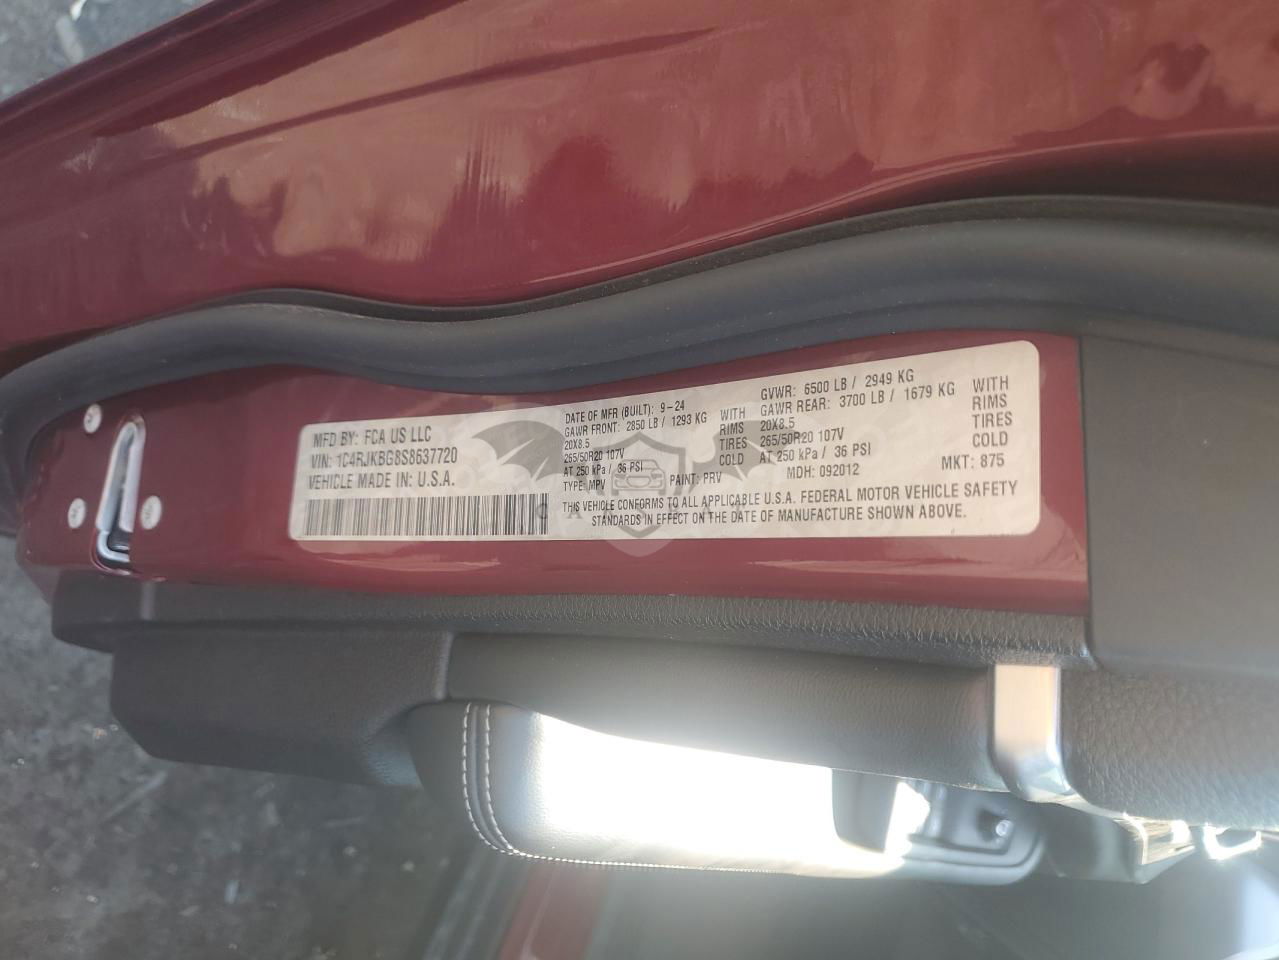 MFD BY: FCA US LLC
VIN: 1C4RJKBG8S8637720
VEHICLE MADE IN: U.S.A.
DATE OF MFR (BUILT): 9-24
GVWR: 6500 LB / 2949 KG
GAWR FRONT: 2850 LB / 1293 KG WITH
GAWR REAR: 3700 LB / 1679 KG WITH
20X8.5 RIMS
20X8.5 RIMS
265/50R20 107V TIRES
265/50R20 107V TIRES
AT 250 kPa / 36 PSI COLD
AT 250 kPa / 36 PSI COLD
TYPE: MPV PAINT: PRV MDH: 092012 MKT: 875
THIS VEHICLE CONFORMS TO ALL APPLICABLE U.S.A. FEDERAL MOTOR VEHICLE SAFETY
STANDARDS IN EFFECT ON THE DATE OF MANUFACTURE SHOWN ABOVE.